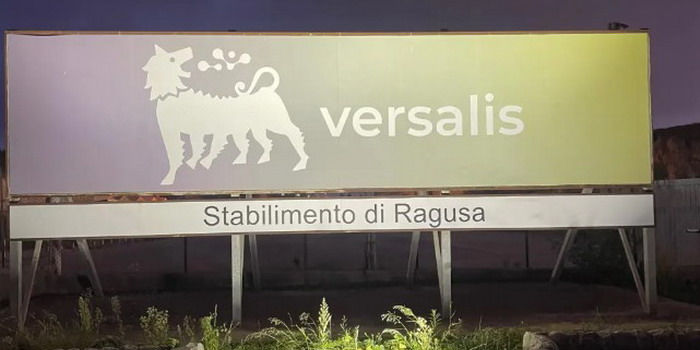 versalis
Stabilimento di Ragusa